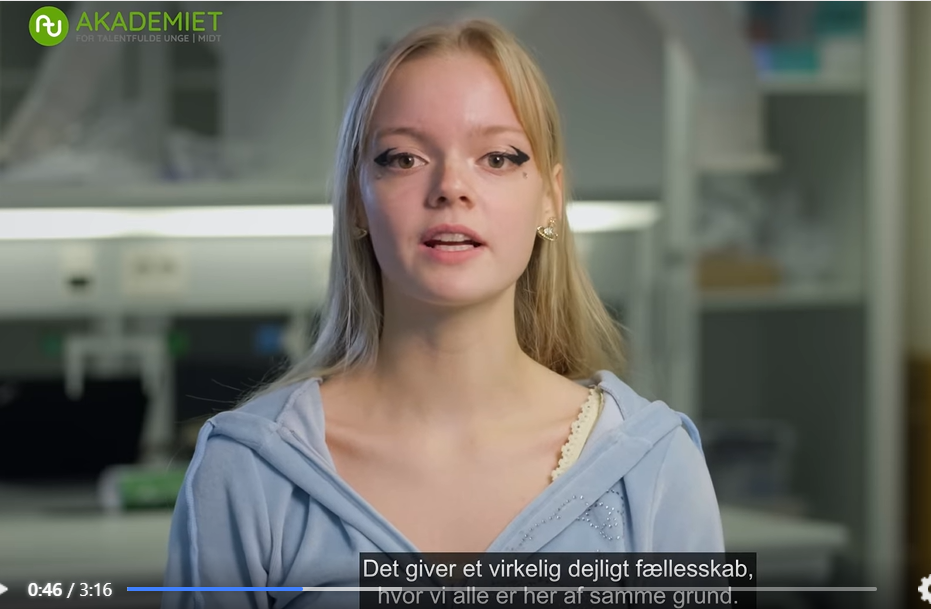 AKADEMIET
FOR TALENTFULDE UNGE | MIDT
Det giver et virkelig dejligt fællesskab,
hvor vi alle er her af samme grund.
0:46 / 3:16